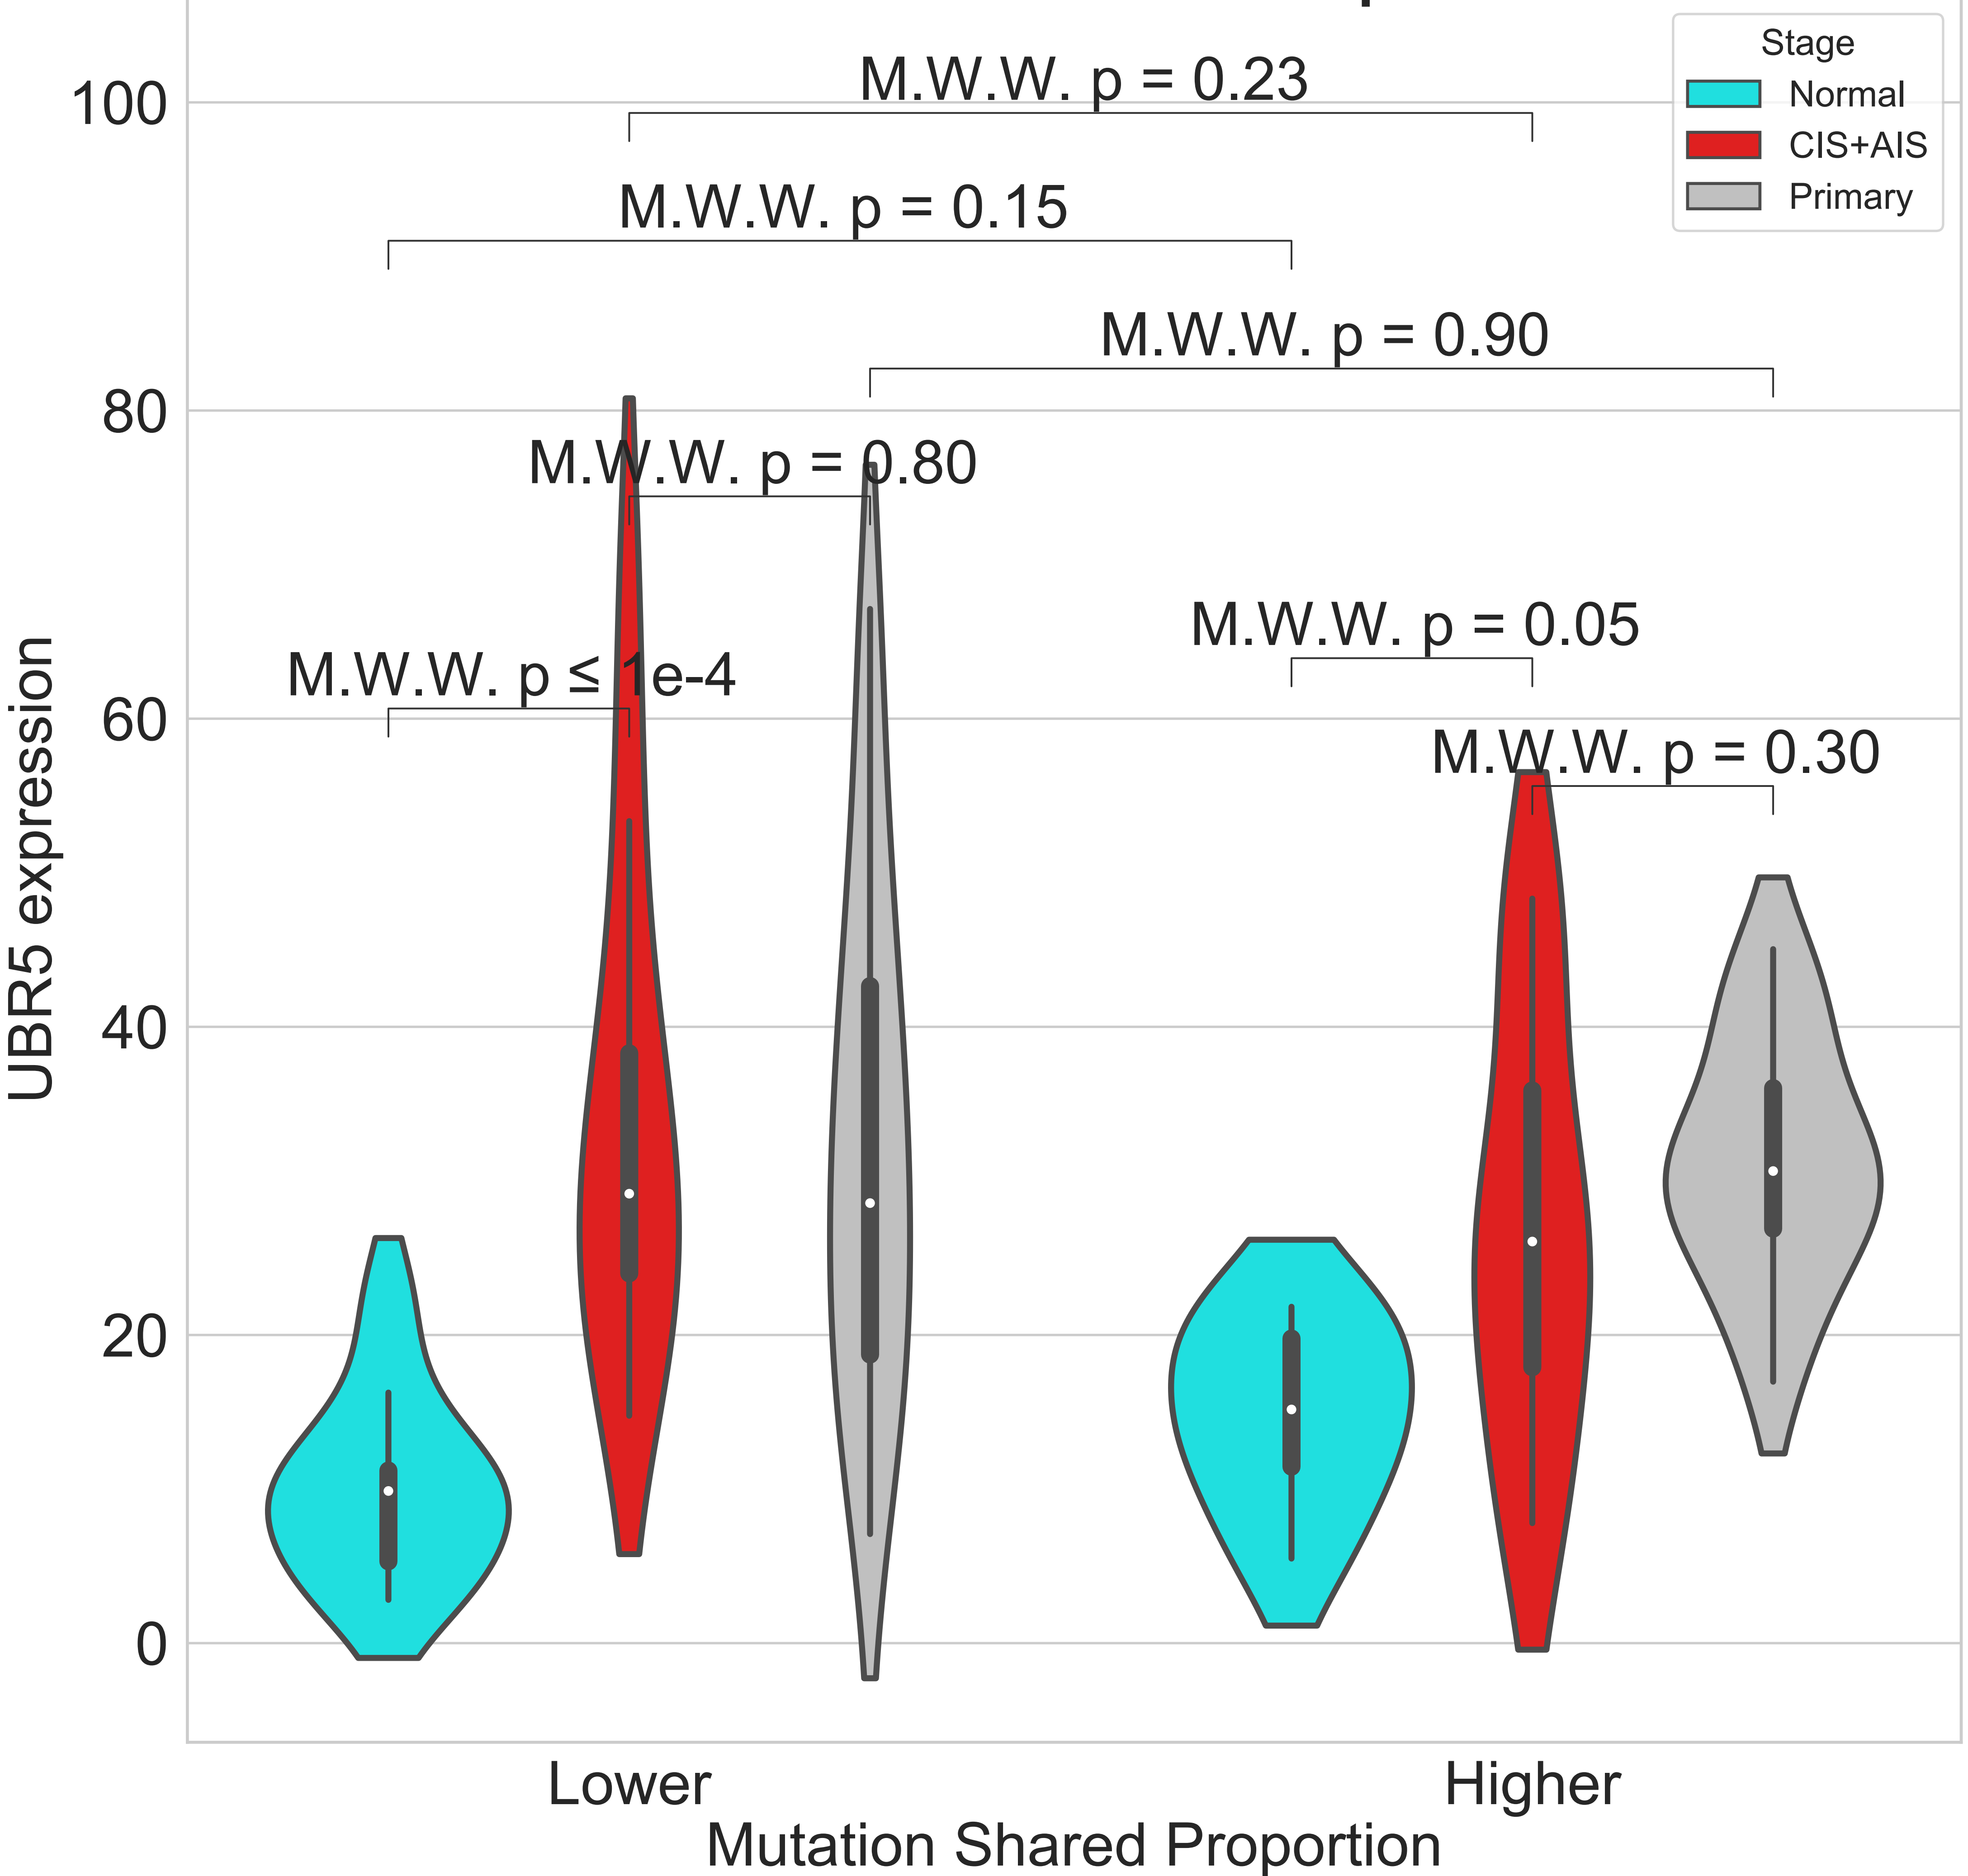 Stage
Normal
CIS+AIS
Primary
M.W.W. p = 0.23
M.W.W. p = 0.15
M.W.W. p = 0.90
M.W.W. p = 0.80
M.W.W. p = 0.05
M.W.W. p ≤ 1e-4
M.W.W. p = 0.30
100
80
60
40
20
0
UBR5 expression
Lower
Higher
Mutation Shared Proportion